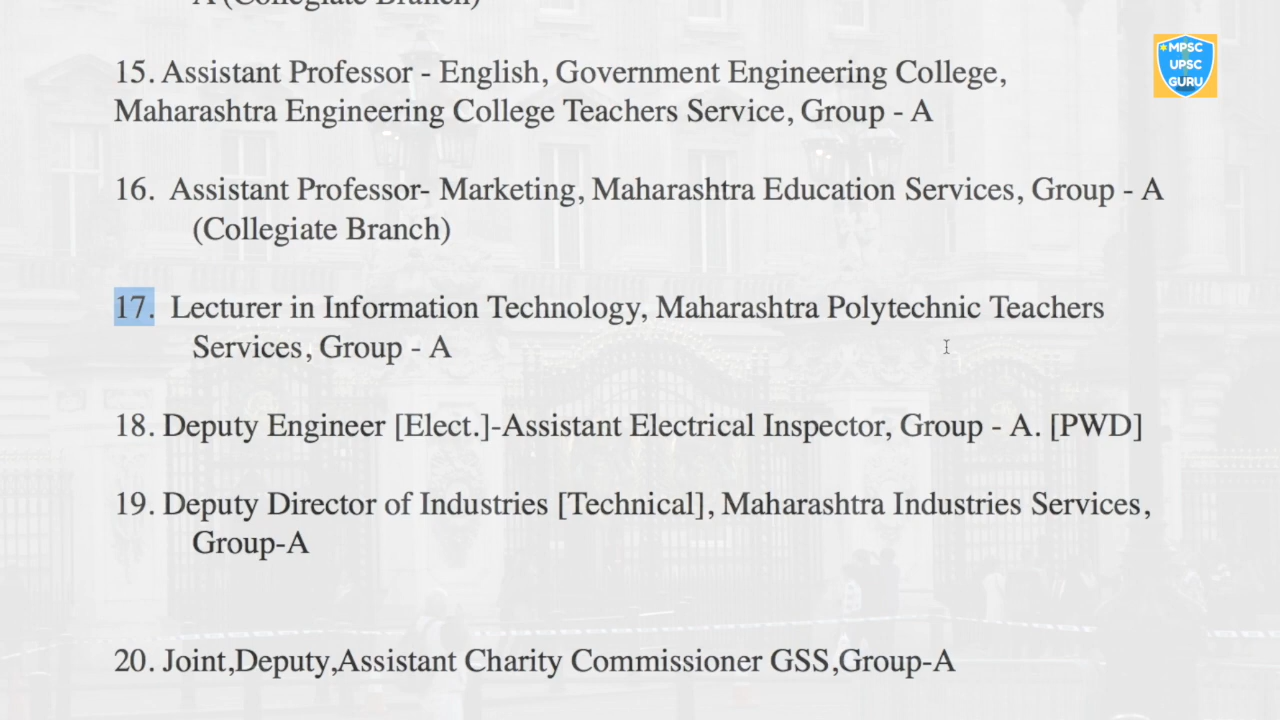 A (Collegiate Branch)
MPSC
UPSC
GURU
15. Assistant Professor - English, Government Engineering College,
Maharashtra Engineering College Teachers Service, Group - A
16. Assistant Professor- Marketing, Maharashtra Education Services, Group - A
(Collegiate Branch)
17. Lecturer in Information Technology, Maharashtra Polytechnic Teachers
Services, Group - A
18. Deputy Engineer [Elect.]-Assistant Electrical Inspector, Group - A. [PWD]
19. Deputy Director of Industries [Technical], Maharashtra Industries Services,
Group-A
20. Joint,Deputy,Assistant Charity Commissioner GSS,Group-A